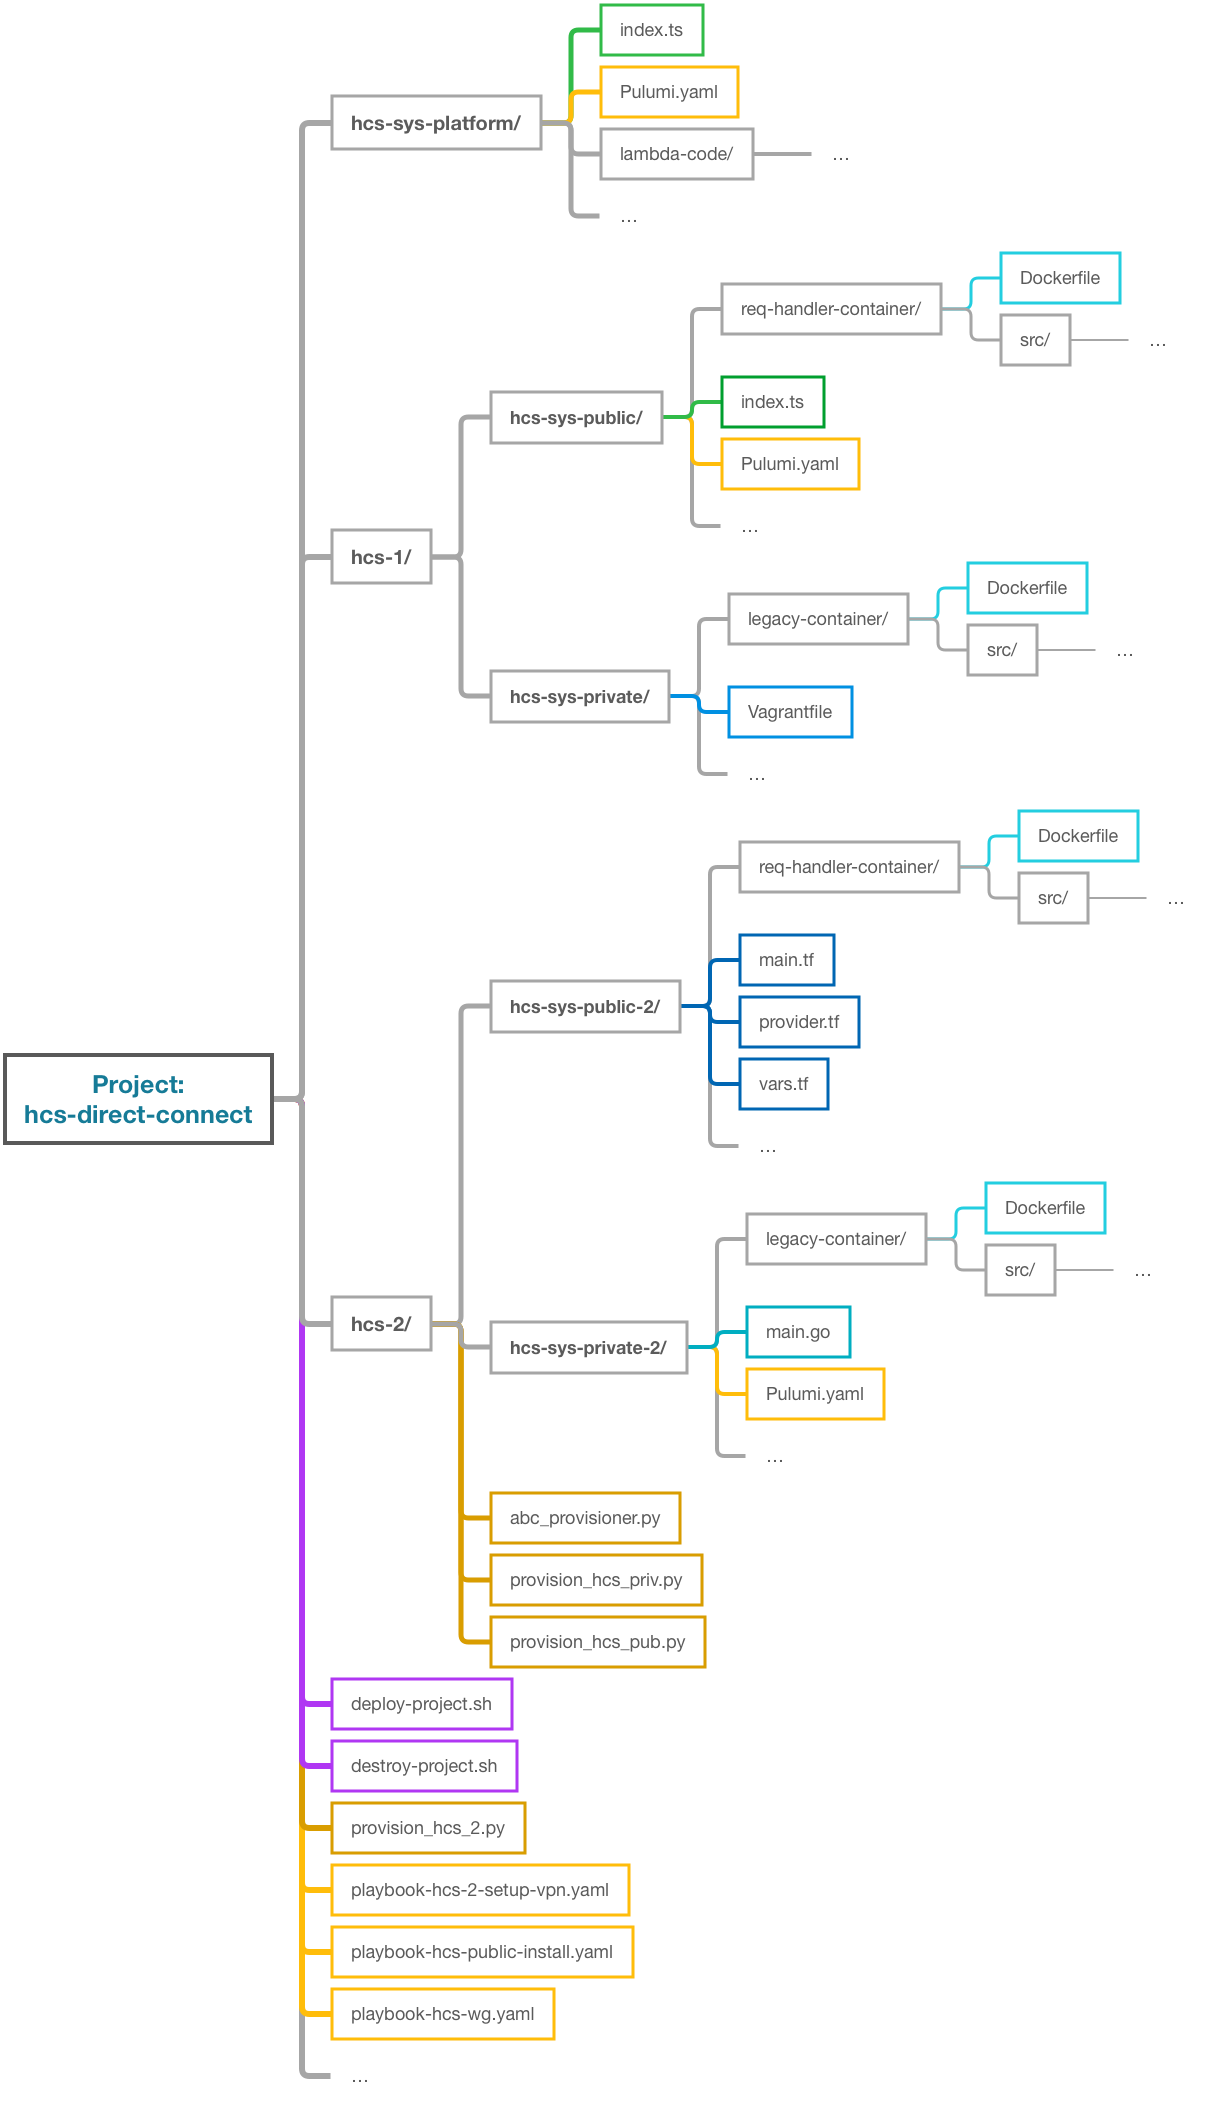 index.ts
Pulumi.yaml
hcs-sys-platform/
lambda-code/
...
...
Dockerfile
req-handler-container/
src/
...
index.ts
hcs-sys-public/
Pulumi.yaml
...
hcs-1/
Dockerfile
legacy-container/
src/
...
hcs-sys-private/
Vagrantfile
...
Dockerfile
req-handler-container/
src/
...
main.tf
hcs-sys-public-2/
provider.tf
vars.tf
...
Project:
hcs-direct-connect
Dockerfile
legacy-container/
src/
...
hcs-2/
main.go
hcs-sys-private-2/
Pulumi.yaml
...
abc_provisioner.py
provision_hcs_priv.py
provision_hcs_pub.py
deploy-project.sh
destroy-project.sh
provision_hcs_2.py
playbook-hcs-2-setup-vpn.yaml
playbook-hcs-public-install.yaml
playbook-hcs-wg.yaml
...